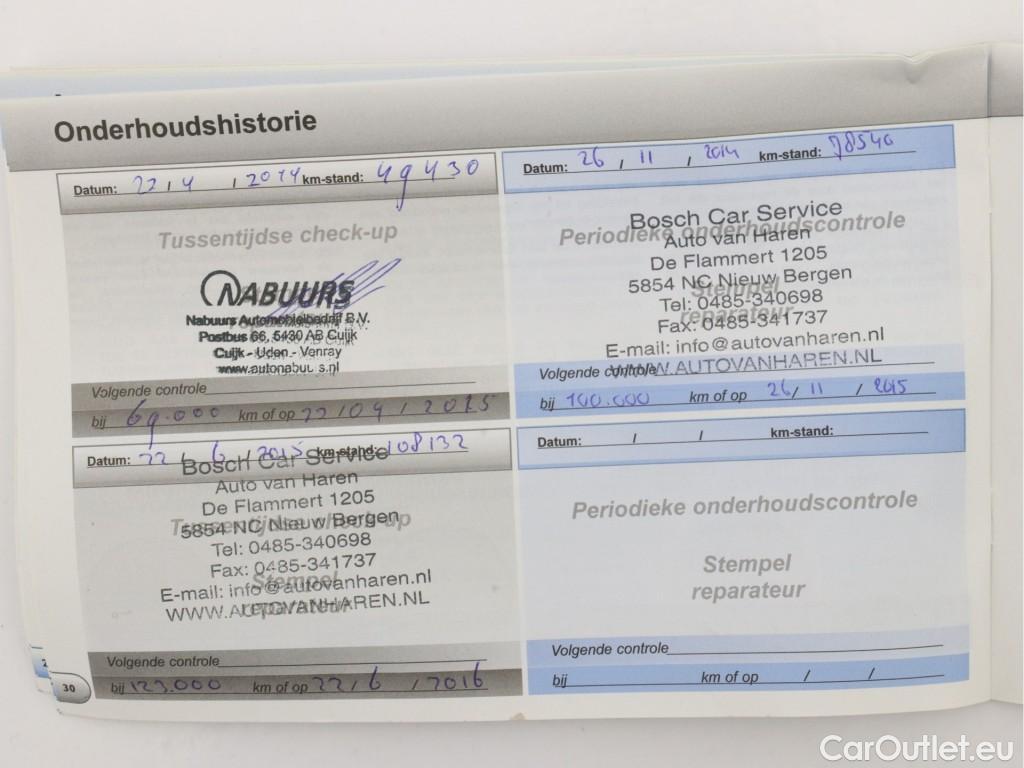 Onderhoudshistorie
Datum: 22 / 4 / 2014 km-stand: 49430
Tussentijdse check-up
NABUURS
Nabuurs Automobielbedrijf B.V.
Postbus 66, 5430 AB Cuijk
Cuijk - Uden - Venray
Volgende controle
bij 69.000 km of op 22/04/2015
Datum: 26 / 11 / 2014 km-stand: 78540
Periodieke onderhoudscontrole
Bosch Car Service
Auto van Haren
De Flammert 1205
5854 NC Nieuw Bergen
Stempel
reparateur
Tel: 0485-340698
Fax: 0485-341737
E-mail: info@autovanharen.nl
WWW.AUTOVANHAREN.NL
Volgende controle
bij 100.000 km of op 26/ 11 / 2015
Datum: 22 / 6 / 2015 km-stand: 108132
Tussentijdse check-up
Bosch Car Service
Auto van Haren
De Flammert 1205
5854 NC Nieuw Bergen
Tel: 0485-340698
Fax: 0485-341737
Stempel
reparateur
E-mail: info@autovanharen.nl
WWW.AUTOVANHAREN.NL
Volgende controle
bij 123.000 km of op 22/6 / 2016
Datum: / / km-stand:
Periodieke onderhoudscontrole
Stempel
reparateur
Volgende controle
bij km of op / /
30
CarOutlet.eu